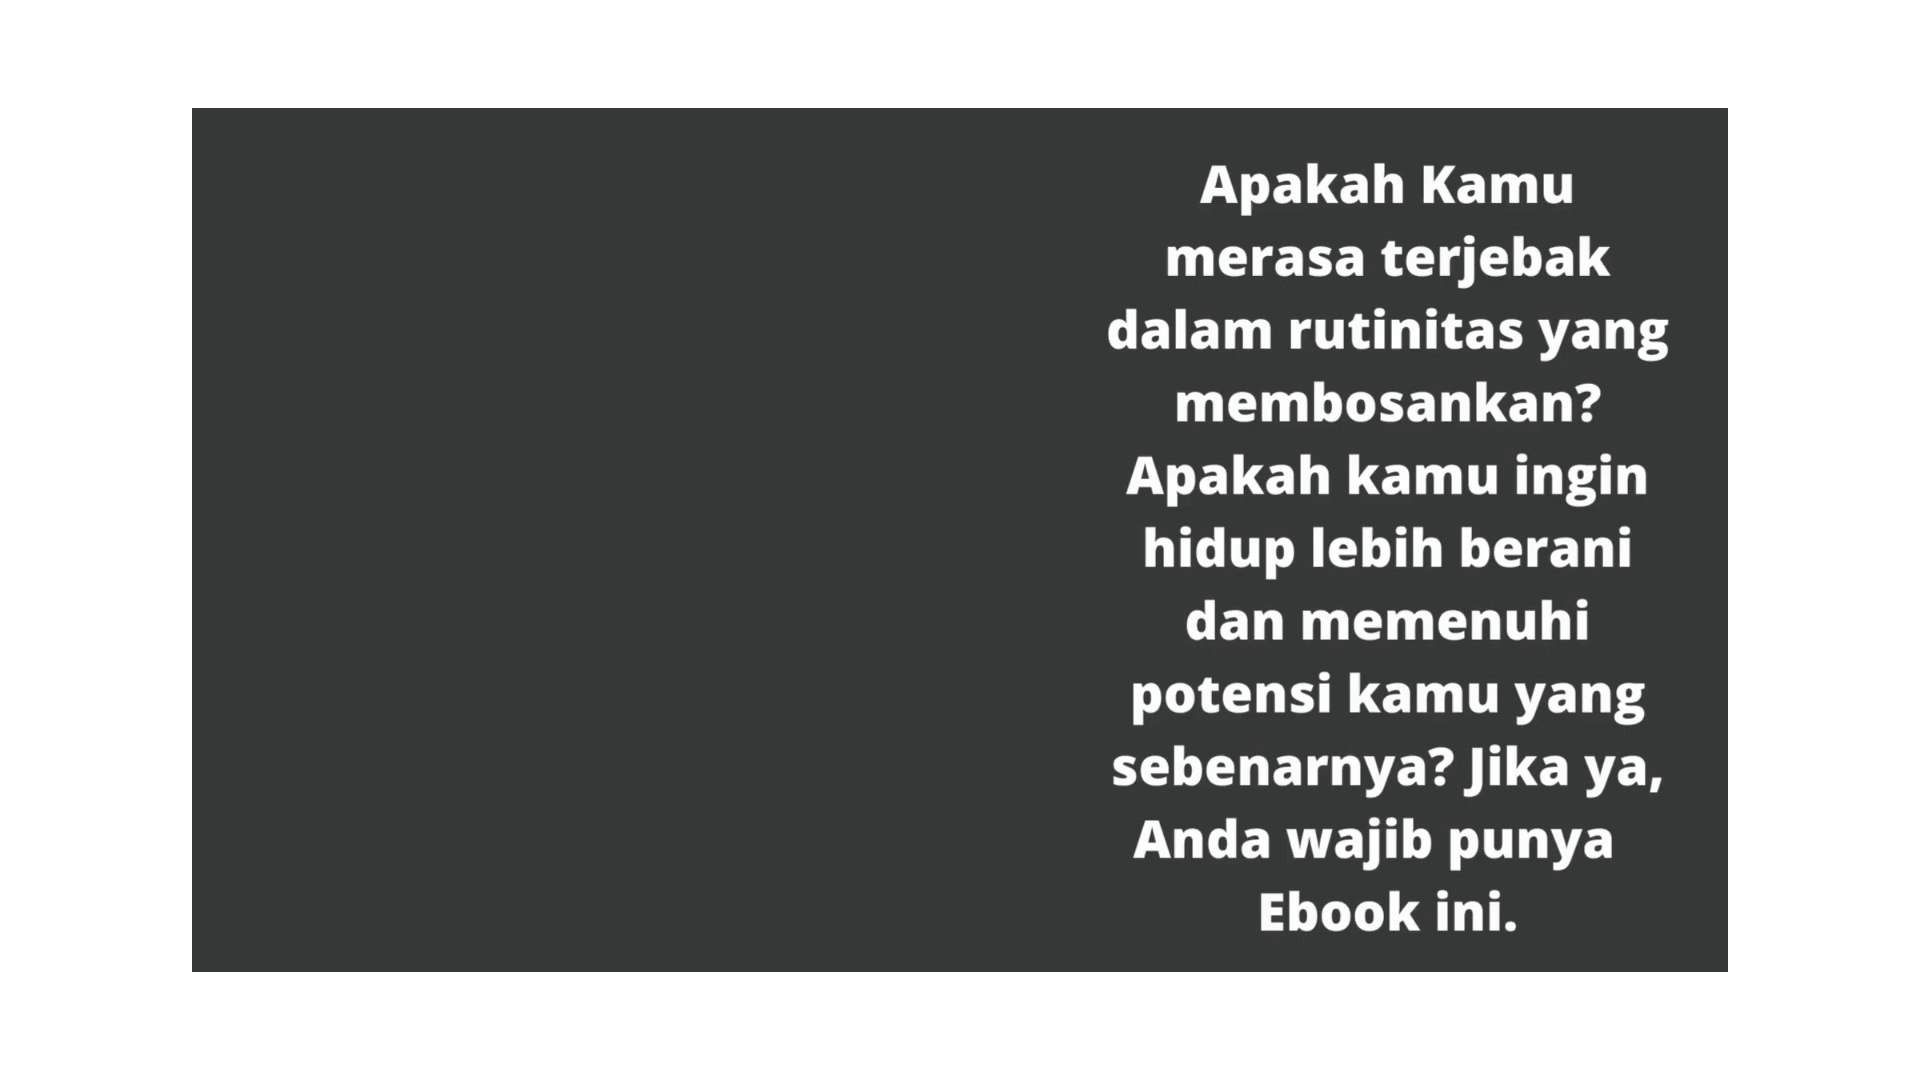 Apakah Kamu
merasa terjebak
dalam rutinitas yang
membosankan?
Apakah kamu ingin
hidup lebih berani
dan memenuhi
potensi kamu yang
sebenarnya? Jika ya,
Anda wajib punya
Ebook ini.